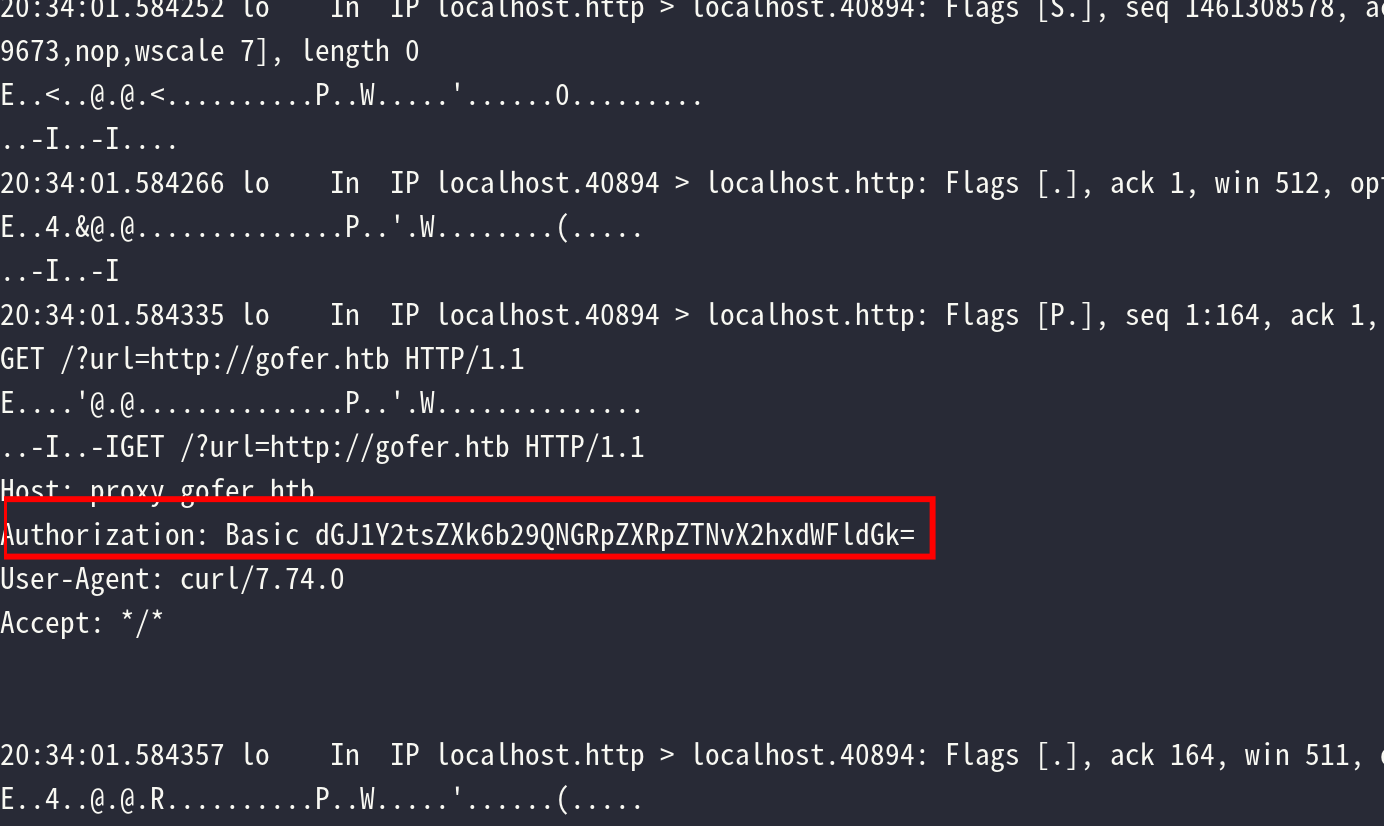 20:34:01.584252 lo    In  IP localhost.http > localhost.40894: Flags [S.], seq 1461308578, ac
9673,nop,wscale 7], length 0
E..<..@.@.<..........P..W.....'......0.........
..-I..-I....
20:34:01.584266 lo    In  IP localhost.40894 > localhost.http: Flags [.], ack 1, win 512, opt
E..4.&@.@..............P..'.W........(.....
..-I..-I
20:34:01.584335 lo    In  IP localhost.40894 > localhost.http: Flags [P.], seq 1:164, ack 1,
GET /?url=http://gofer.htb HTTP/1.1
E....'@.@..............P..'.W..............
..-I..-IGET /?url=http://gofer.htb HTTP/1.1
Host: proxy.gofer.htb
Authorization: Basic dGJ1Y2tsZXk6b29QNGRpZXRpZTNvX2hxdWFldGk=
User-Agent: curl/7.74.0
Accept: */*
20:34:01.584357 lo    In  IP localhost.http > localhost.40894: Flags [.], ack 164, win 511,
E..4..@.@.R..........P..W.....'......(.....